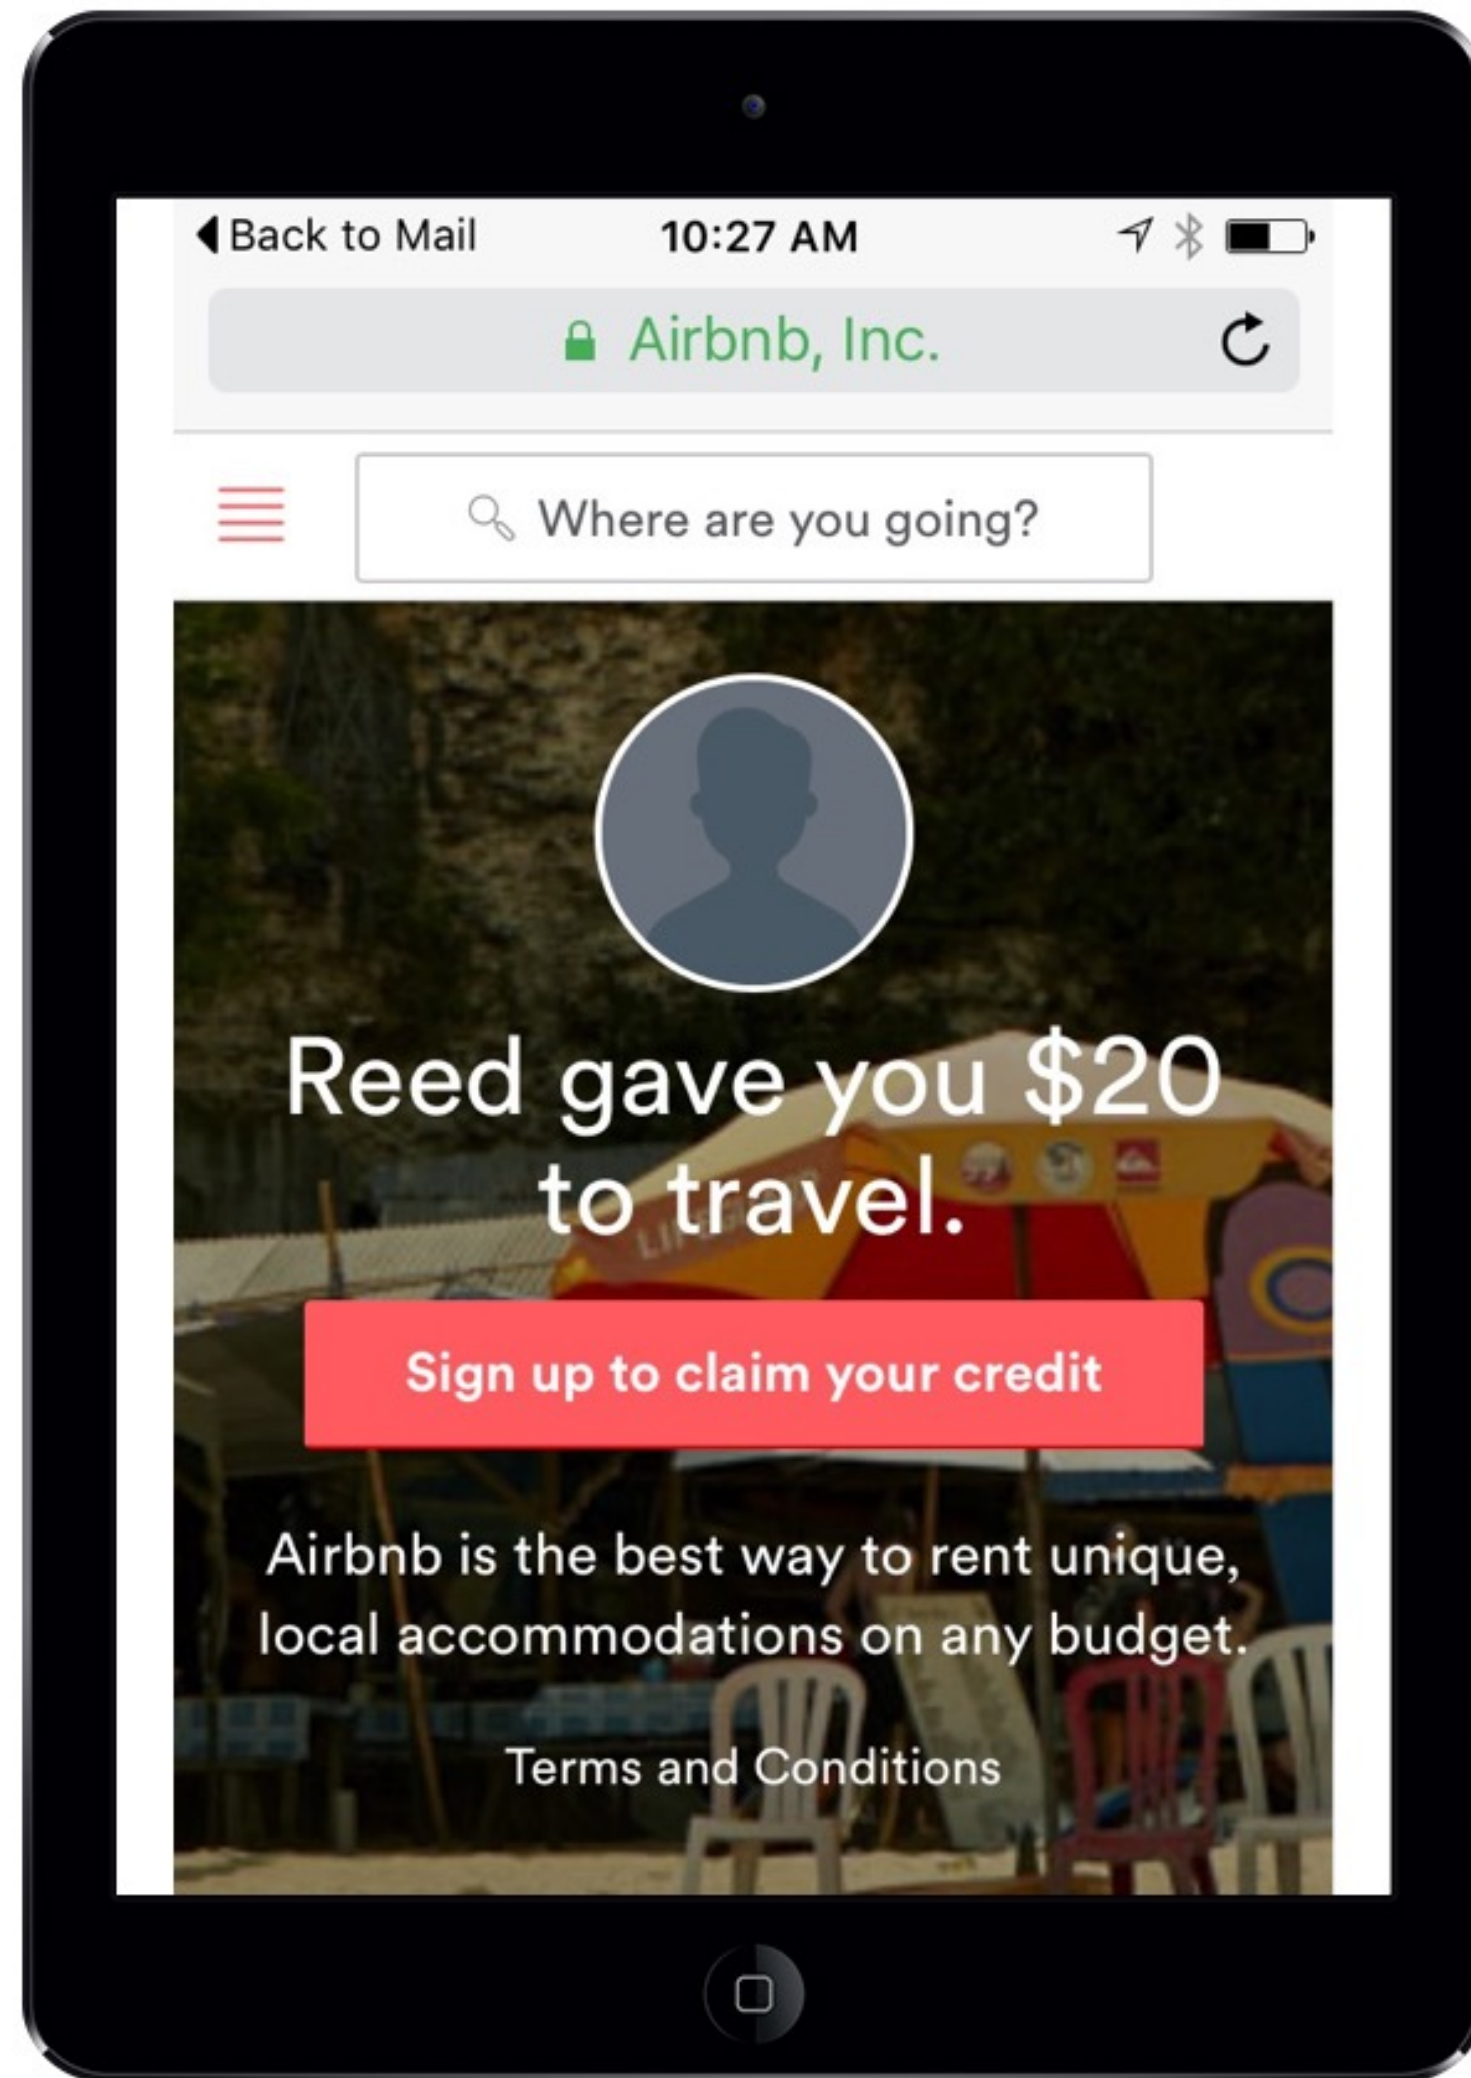 Back to Mail 10:27 AM
Airbnb, Inc.
Where are you going?
Reed gave you $20
to travel.
Sign up to claim your credit
Airbnb is the best way to rent unique,
local accommodations on any budget.
Terms and Conditions